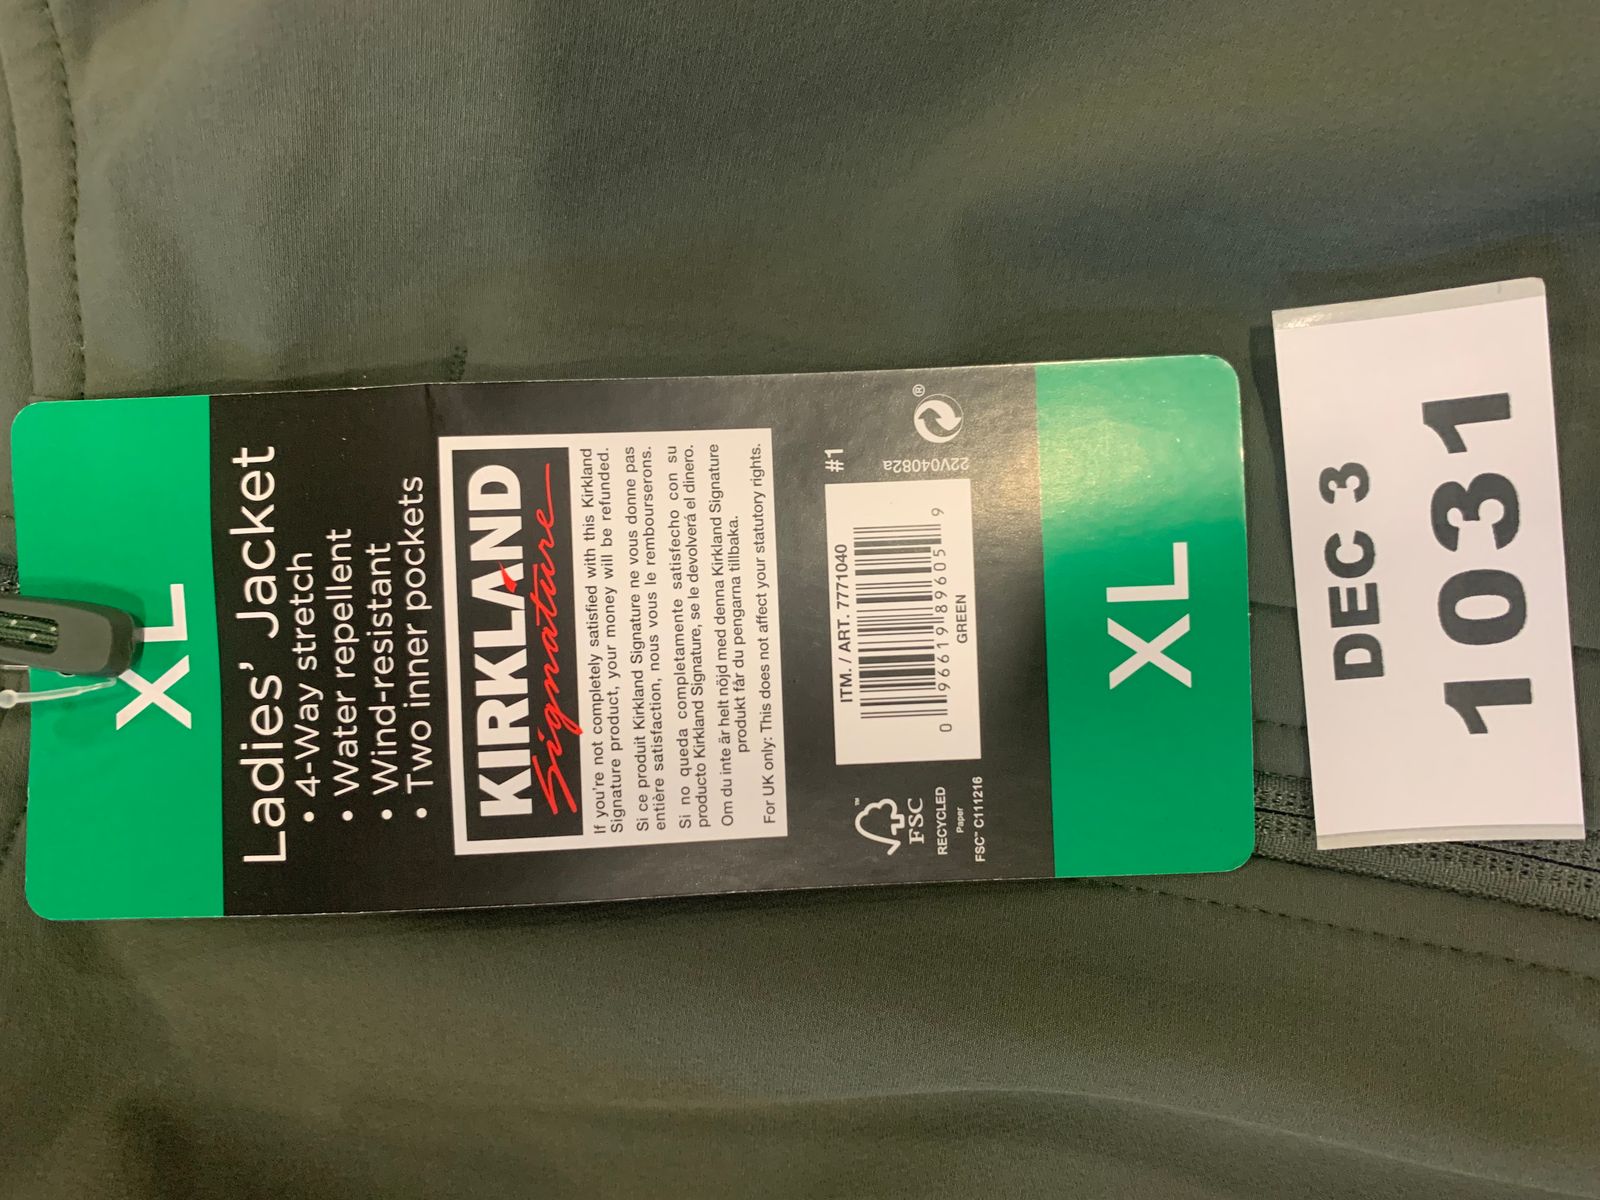 XL
Ladies' Jacket
• 4-Way stretch
• Water repellent
• Wind-resistant
• Two inner pockets
KIRKLAND
Signature
If you're not completely satisfied with this Kirkland
Signature product, your money will be refunded.
Si ce produit Kirkland Signature ne vous donne pas
entière satisfaction, nous vous le rembourserons.
Si no queda completamente satisfecho con su
producto Kirkland Signature, se le devolverá el dinero.
Om du inte är helt nöjd med denna Kirkland Signature
produkt får du pengarna tillbaka.
For UK only: This does not affect your statutory rights.
#1
ITM. / ART. 7771040
0 96619 89605 9
GREEN
22V04082a
®
™
FSC
RECYCLED
Paper
FSC™ C111216
XL
DEC 3
1031